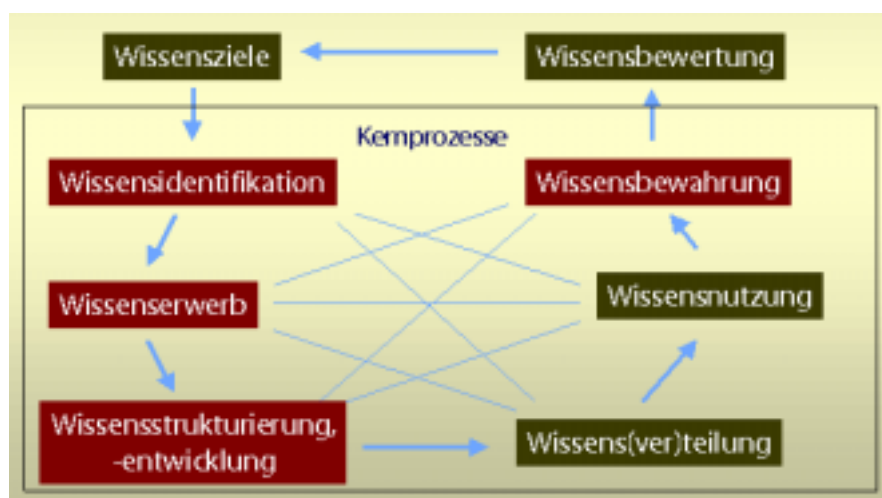 Wissensziele
Wissensbewertung
Kernprozesse
Wissensidentifikation
Wissensbewahrung
Wissenserwerb
Wissensnutzung
Wissensstrukturierung,
-entwicklung
Wissens(ver)teilung